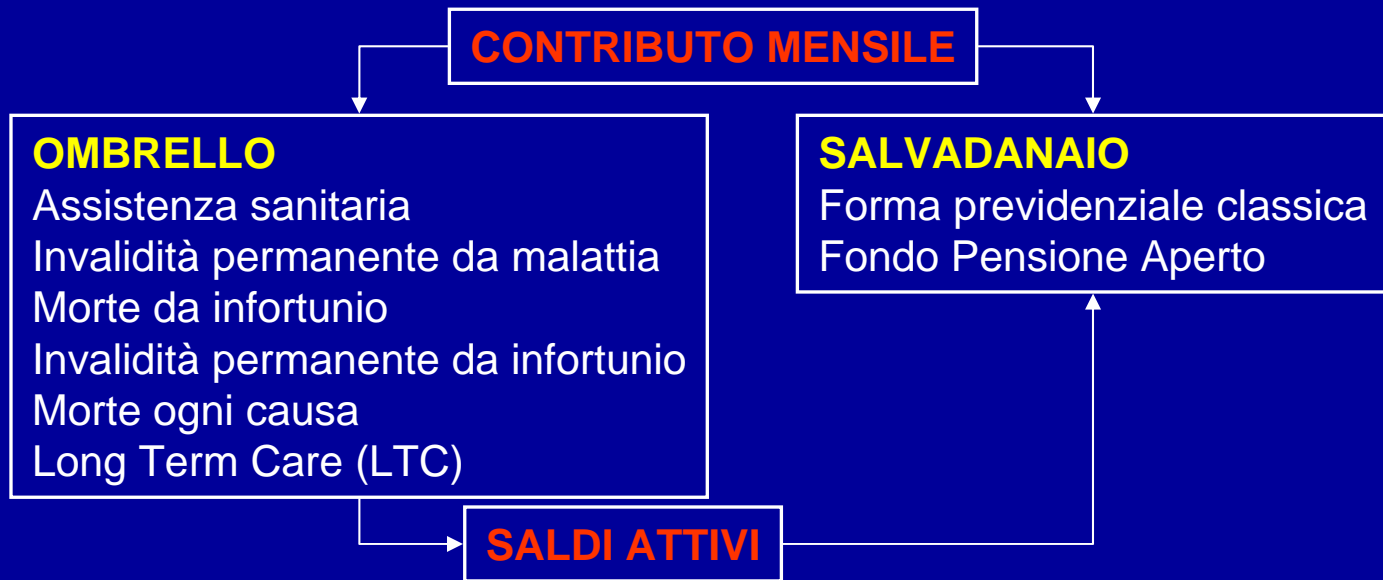 CONTRIBUTO MENSILE
OMBRELLO
Assistenza sanitaria
Invalidità permanente da malattia
Morte da infortunio
Invalidità permanente da infortunio
Morte ogni causa
Long Term Care (LTC)
SALVADANAIO
Forma previdenziale classica
Fondo Pensione Aperto
SALDI ATTIVI